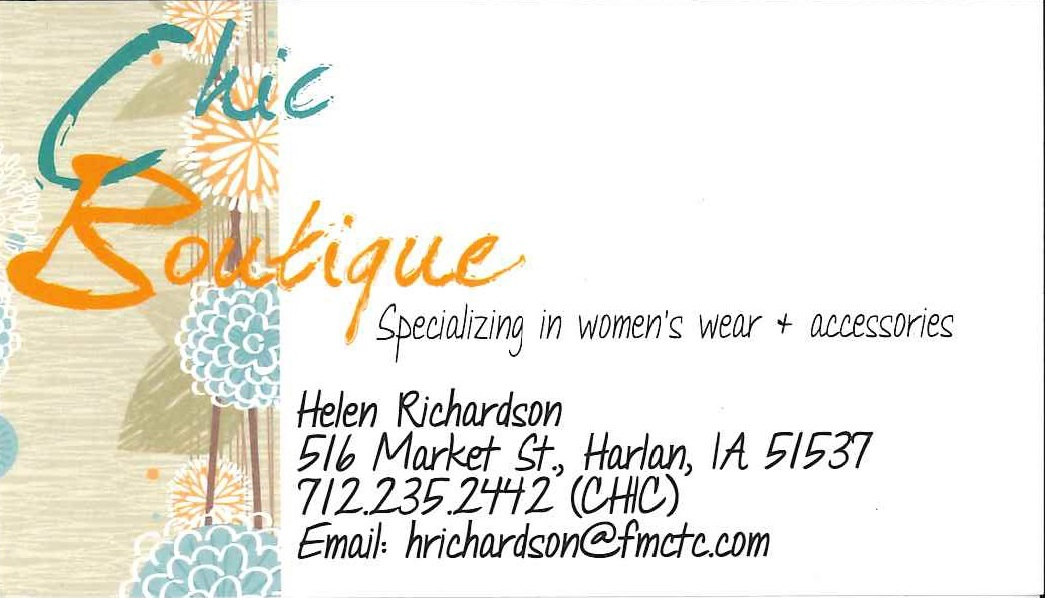 Chic
Boutique
Specializing in women's wear + accessories
Helen Richardson
516 Market St., Harlan, IA 51537
712.235.2442 (CHIC)
Email: hrichardson@fmctc.com